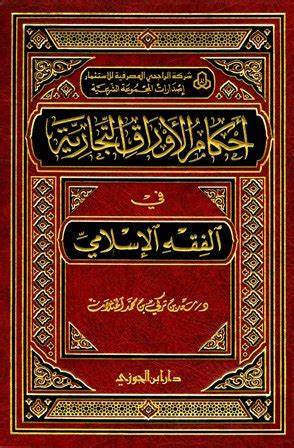 شركة الراجحي المصرفية للاستثمار
إصدارات المجموعة الشرعية
أحكام الأوراق التجارية
في
الفقه الإسلامي
د. سعد بن تركي بن محمد الخثلان
دار ابن الجوزي